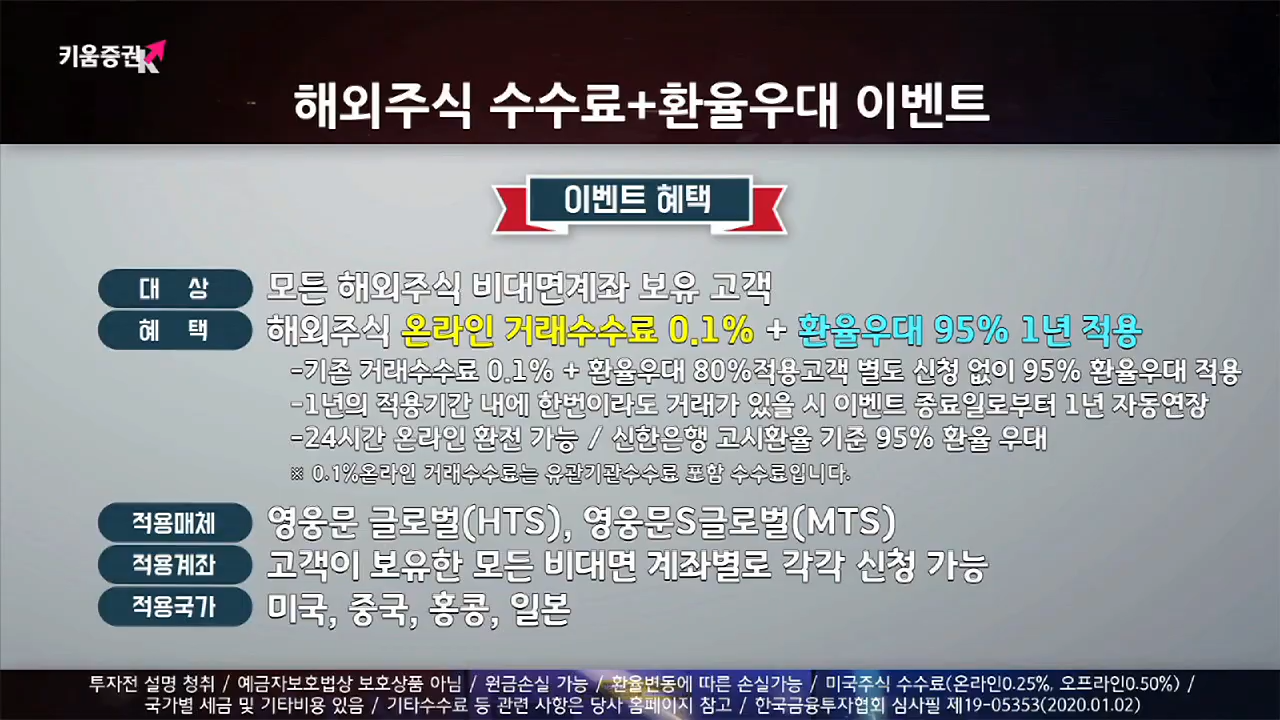 키움증권
해외주식 수수료+환율우대 이벤트
이벤트 혜택
대 상 모든 해외주식 비대면계좌 보유 고객
혜 택 해외주식 온라인 거래수수료 0.1% + 환율우대 95% 1년 적용
-기존 거래수수료 0.1% + 환율우대 80%적용고객 별도 신청 없이 95% 환율우대 적용
-1년의 적용기간 내에 한번이라도 거래가 있을 시 이벤트 종료일로부터 1년 자동연장
-24시간 온라인 환전 가능 / 신한은행 고시환율 기준 95% 환율 우대
※ 0.1%온라인 거래수수료는 유관기관수수료 포함 수수료입니다.
적용매체 영웅문 글로벌(HTS), 영웅문S글로벌(MTS)
적용계좌 고객이 보유한 모든 비대면 계좌별로 각각 신청 가능
적용국가 미국, 중국, 홍콩, 일본
투자전 설명 청취 / 예금자보호법상 보호상품 아님 / 원금손실 가능 / 환율변동에 따른 손실가능 / 미국주식 수수료(온라인0.25%, 오프라인0.50%) /
국가별 세금 및 기타비용 있음 / 기타수수료 등 관련 사항은 당사 홈페이지 참고 / 한국금융투자협회 심사필 제19-05353(2020.01.02)